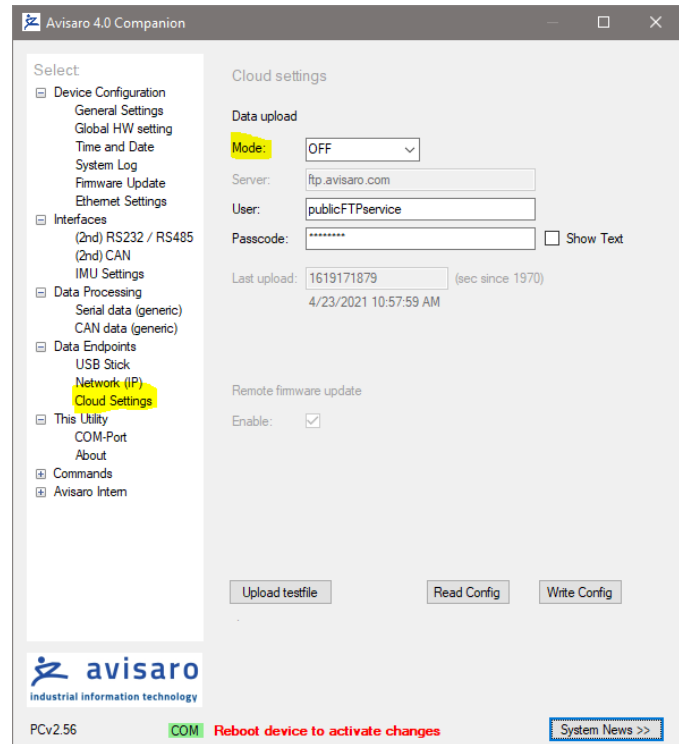 Avisaro 4.0 Companion
Select
Device Configuration
General Settings
Global HW setting
Time and Date
System Log
Firmware Update
Ethernet Settings
Interfaces
(2nd) RS232 / RS485
(2nd) CAN
IMU Settings
Data Processing
Serial data (generic)
CAN data (generic)
Data Endpoints
USB Stick
Network (IP)
Cloud Settings
This Utility
COM-Port
About
Commands
Avisaro Intern
Cloud settings
Data upload
Mode: OFF
Server: ftp.avisaro.com
User: publicFTPservice
Passcode: ******** Show Text
Last upload: 1619171879 (sec since 1970)
4/23/2021 10:57:59 AM
Remote firmware update
Enable:
Upload testfile Read Config Write Config
avisaro
industrial information technology
PCv2.56 COM Reboot device to activate changes System News >>